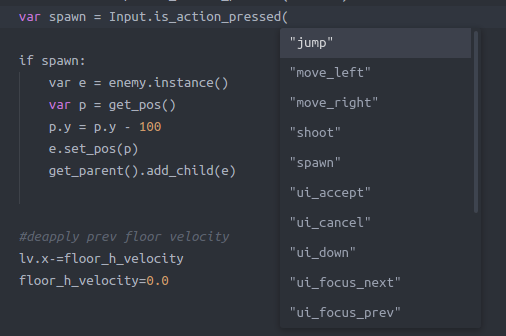 var spawn = Input.is_action_pressed(
"jump"
"move_left"
"move_right"
"shoot"
"spawn"
"ui_accept"
"ui_cancel"
"ui_down"
"ui_focus_next"
"ui_focus_prev"
if spawn:
var e = enemy.instance()
var p = get_pos()
p.y = p.y - 100
e.set_pos(p)
get_parent().add_child(e)
#deapply prev floor velocity
lv.x-=floor_h_velocity
floor_h_velocity=0.0